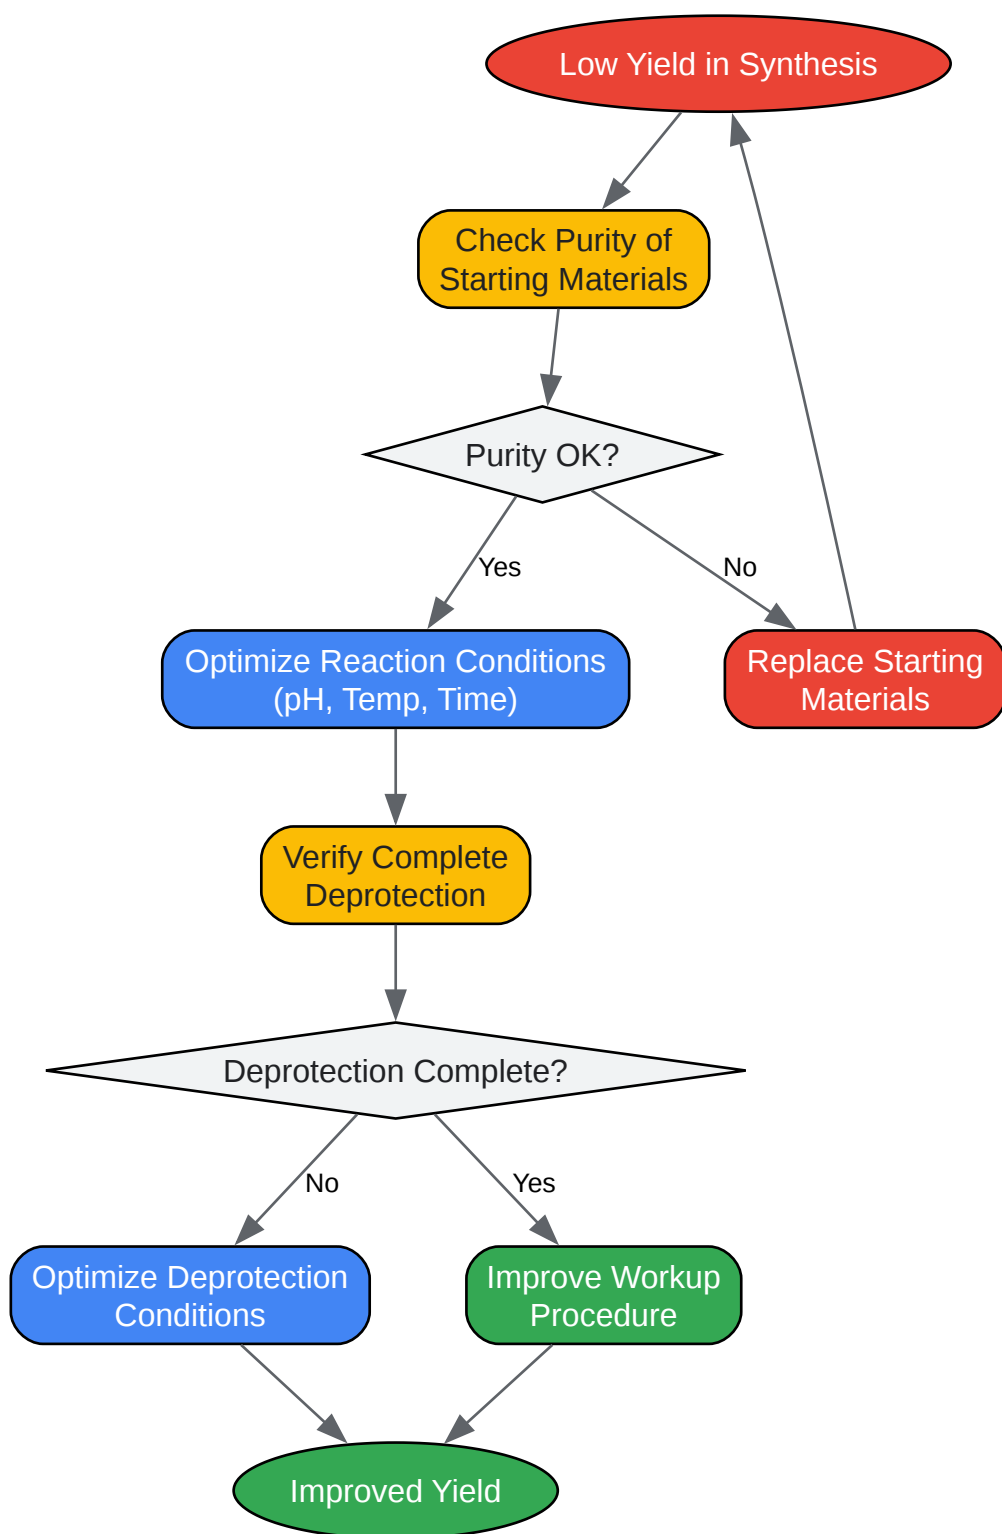 Low Yield in Synthesis
Check Purity of
Starting Materials
Purity OK?
Yes
No
Optimize Reaction Conditions
(pH, Temp, Time)
Replace Starting
Materials
Verify Complete
Deprotection
Deprotection Complete?
No
Yes
Optimize Deprotection
Conditions
Improve Workup
Procedure
Improved Yield